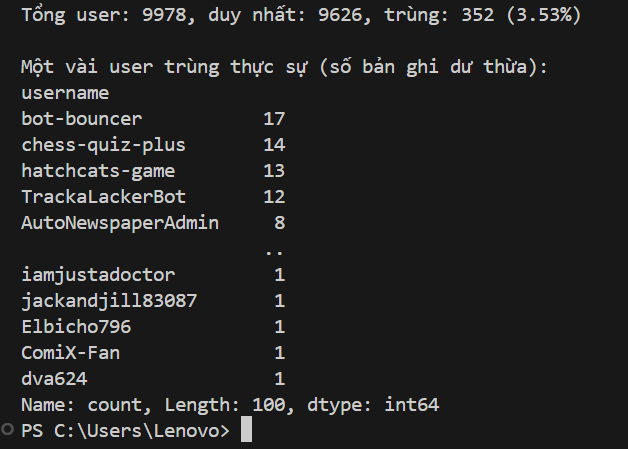 Tổng user: 9978, duy nhất: 9626, trùng: 352 (3.53%)
Một vài user trùng thực sự (số bản ghi dư thừa):
username
bot-bouncer 17
chess-quiz-plus 14
hatchcats-game 13
TrackaLackerBot 12
AutoNewspaperAdmin 8
..
iamjustadoctor 1
jackandjill83087 1
Elbicho796 1
ComiX-Fan 1
dva624 1
Name: count, Length: 100, dtype: int64
PS C:\Users\Lenovo>